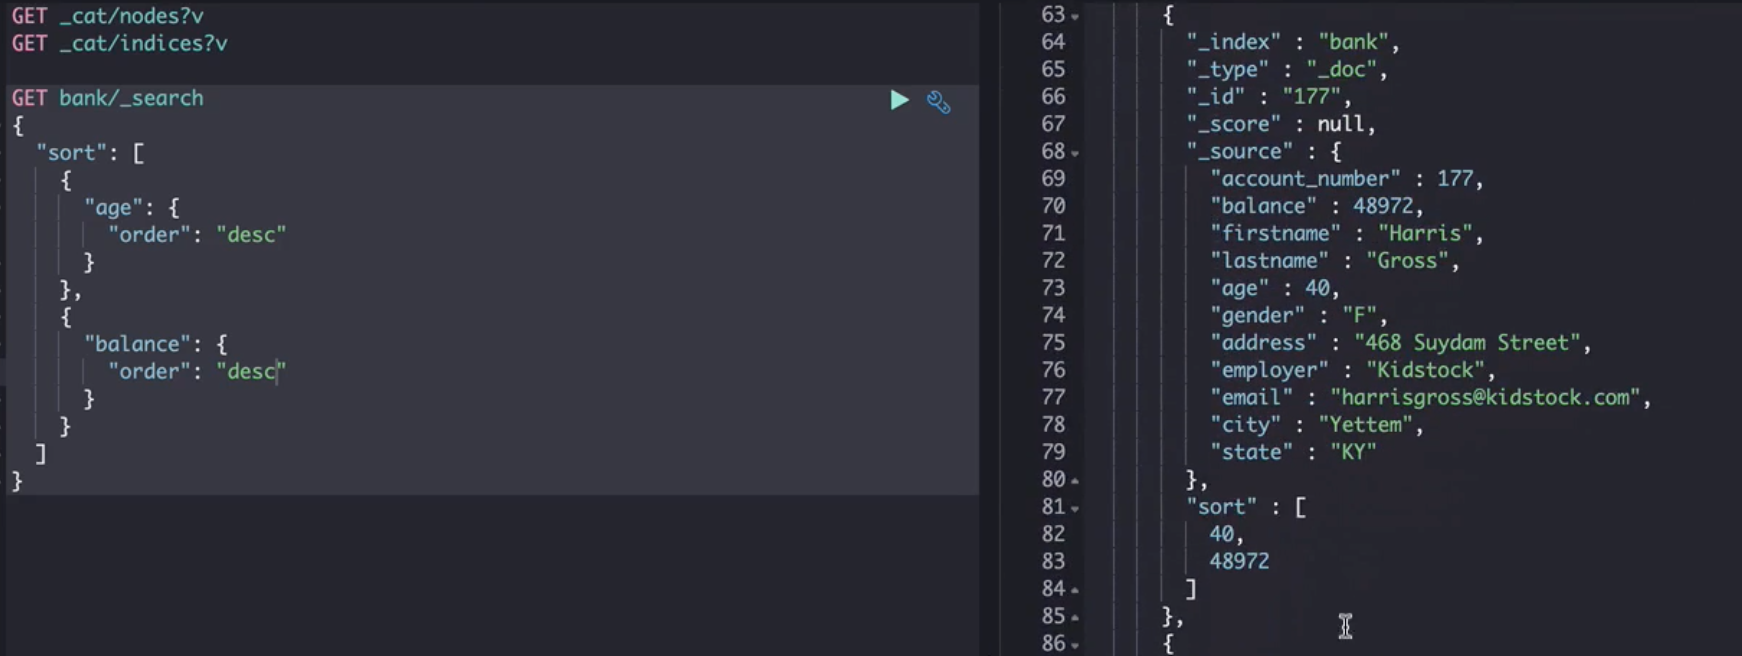 GET _cat/nodes?v
GET _cat/indices?v
GET bank/_search
{
  "sort": [
    {
      "age": {
        "order": "desc"
      }
    },
    {
      "balance": {
        "order": "desc"
      }
    }
  ]
}
63 {
64 "_index" : "bank",
65 "_type" : "_doc",
66 "_id" : "177",
67 "_score" : null,
68 "_source" : {
69 "account_number" : 177,
70 "balance" : 48972,
71 "firstname" : "Harris",
72 "lastname" : "Gross",
73 "age" : 40,
74 "gender" : "F",
75 "address" : "468 Suydam Street",
76 "employer" : "Kidstock",
77 "email" : "harrisgross@kidstock.com",
78 "city" : "Yettem",
79 "state" : "KY"
80 },
81 "sort" : [
82 40,
83 48972
84 ]
85 },
86 {